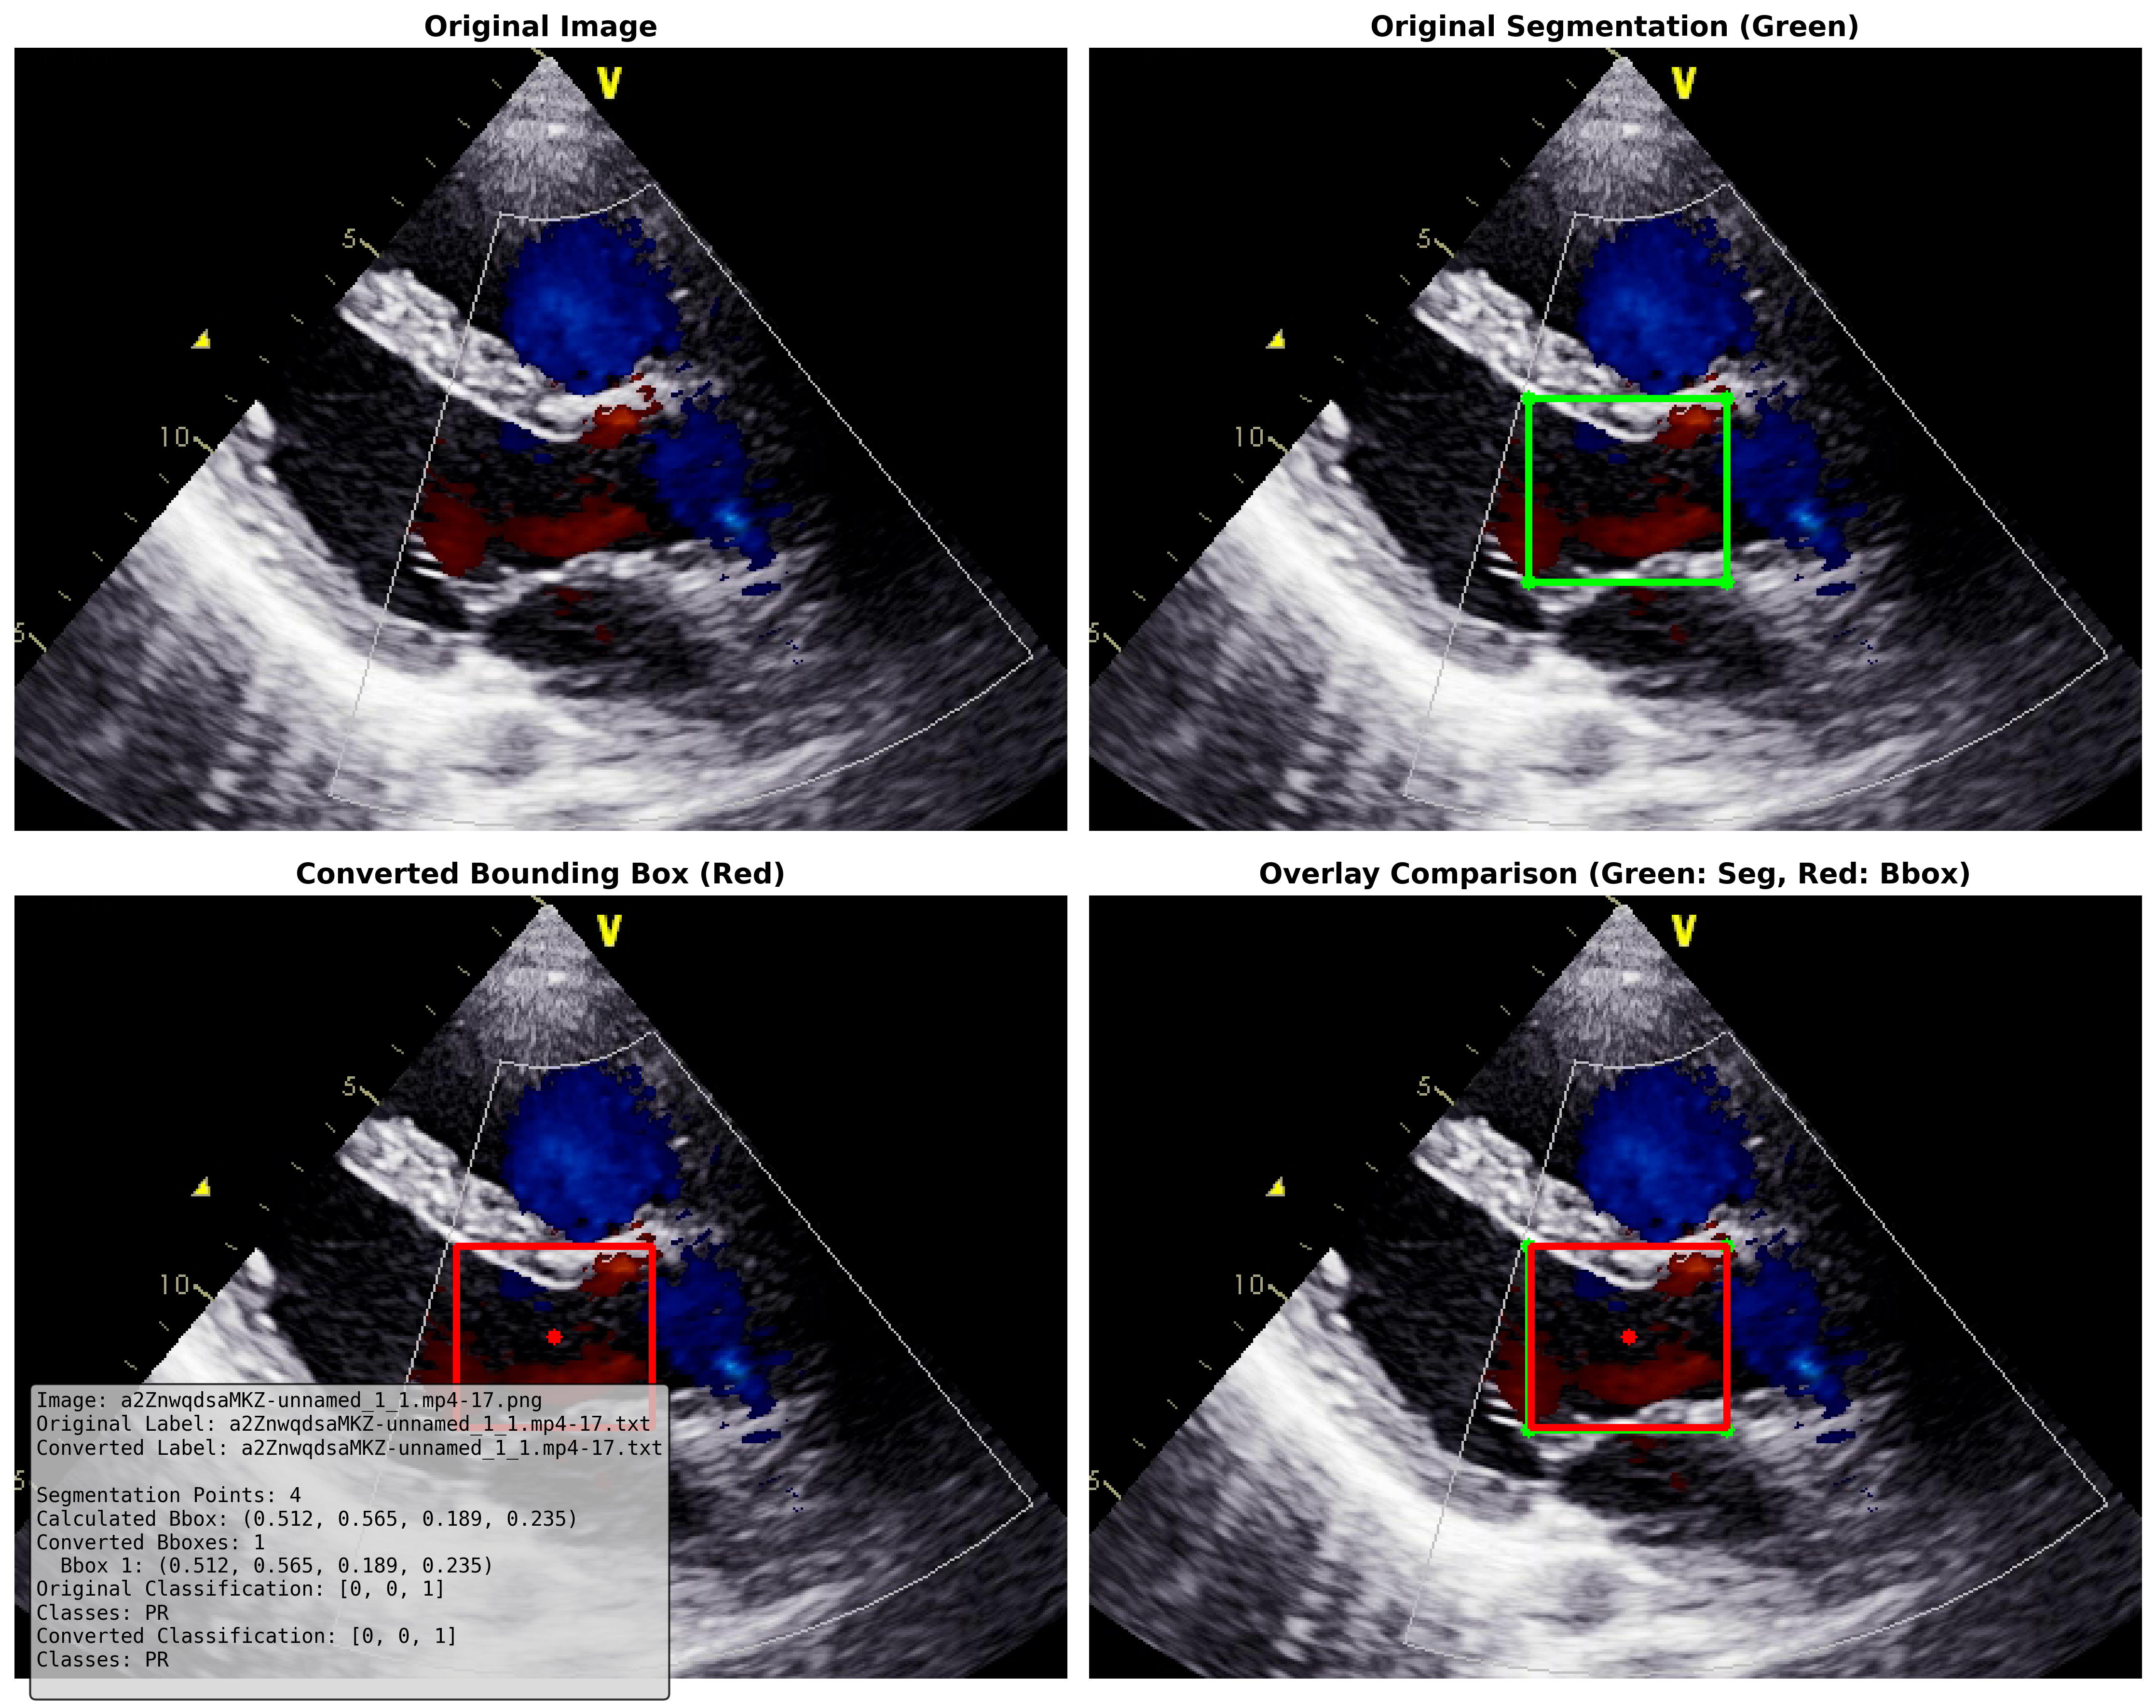 Original Image
Original Segmentation (Green)
V
5
10
5
V
5
10
5
Converted Bounding Box (Red)
Overlay Comparison (Green: Seg, Red: Bbox)
V
5
10
5
Image: a2ZnwqdsaMKZ-unnamed_1_1.mp4-17.png
Original Label: a2ZnwqdsaMKZ-unnamed_1_1.mp4-17.txt
Converted Label: a2ZnwqdsaMKZ-unnamed_1_1.mp4-17.txt
Segmentation Points: 4
Calculated Bbox: (0.512, 0.565, 0.189, 0.235)
Converted Bboxes: 1
Bbox 1: (0.512, 0.565, 0.189, 0.235)
Original Classification: [0, 0, 1]
Classes: PR
Converted Classification: [0, 0, 1]
Classes: PR
V
5
10
5